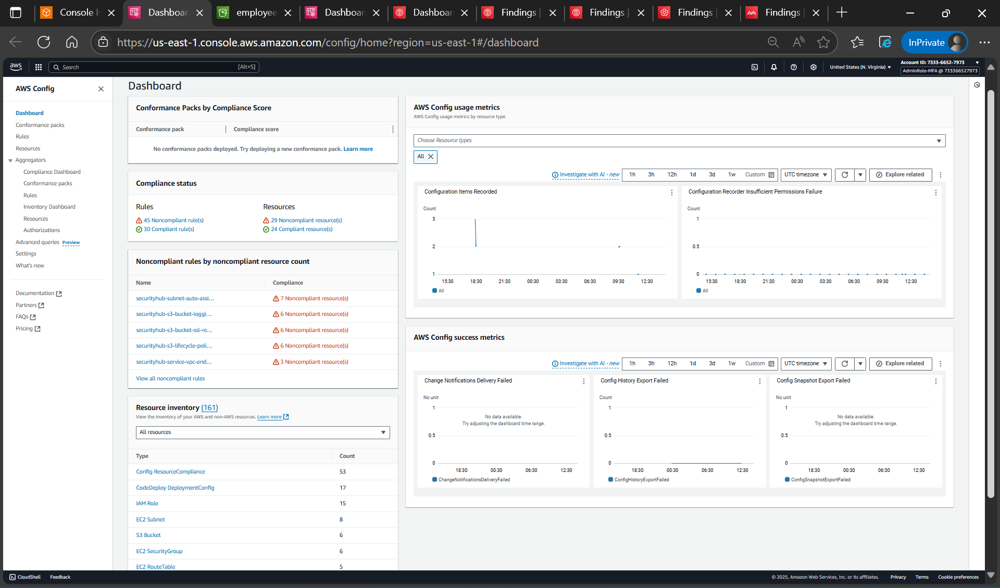 Console H
Dashboar
employee
Dashboar
Dashboar
Findings |
Findings |
Findings |
Findings |
https://us-east-1.console.aws.amazon.com/config/home?region=us-east-1#/dashboard
InPrivate
aws
Search
[Alt+S]
United States (N. Virginia)
Account ID: 7333-6652-7973
AdminRole-MFA @ 733366527973
AWS Config
Dashboard
Conformance packs
Rules
Resources
Aggregators
Compliance Dashboard
Conformance packs
Rules
Inventory Dashboard
Resources
Authorizations
Advanced queries Preview
Settings
What's new
Documentation
Partners
FAQs
Pricing
Dashboard
Conformance Packs by Compliance Score
Conformance pack
Compliance score
No conformance packs deployed. Try deploying a new conformance pack. Learn more
Compliance status
Rules
45 Noncompliant rule(s)
30 Compliant rule(s)
Resources
29 Noncompliant resource(s)
24 Compliant resource(s)
Noncompliant rules by noncompliant resource count
Name
Compliance
securityhub-subnet-auto-assi... 7 Noncompliant resource(s)
securityhub-s3-bucket-loggi... 6 Noncompliant resource(s)
securityhub-s3-bucket-ssl-re... 6 Noncompliant resource(s)
securityhub-s3-lifecycle-poli... 6 Noncompliant resource(s)
securityhub-service-vpc-end... 3 Noncompliant resource(s)
View all noncompliant rules
Resource inventory (161)
View the inventory of your AWS and non-AWS resources. Learn more
All resources
Type Count
Config ResourceCompliance 53
CodeDeploy DeploymentConfig 17
IAM Role 15
EC2 Subnet 8
S3 Bucket 6
EC2 SecurityGroup 6
EC2 RouteTable 5
AWS Config usage metrics
AWS Config usage metrics by resource type
Choose Resource types
All
Investigate with AI - new
1h 3h 12h 1d 3d 1w Custom
UTC timezone
Explore related
Configuration Items Recorded
Count
3
2
1
15:30 18:30 21:30 00:30 03:30 06:30 09:30 12:30
All
Configuration Recorder Insufficient Permissions Failure
Count
1
0.5
0
15:30 18:30 21:30 00:30 03:30 06:30 09:30 12:30
All
AWS Config success metrics
Investigate with AI - new
1h 3h 12h 1d 3d 1w Custom
UTC timezone
Explore related
Change Notifications Delivery Failed
No unit
1
No data available.
Try adjusting the dashboard time range.
0.5
0
18:30 00:30 06:30 12:30
ChangeNotificationsDeliveryFailed
Config History Export Failed
Count
1
0.5
0
18:30 00:30 06:30 12:30
ConfigHistoryExportFailed
Config Snapshot Export Failed
No unit
1
No data available.
Try adjusting the dashboard time range.
0.5
0
18:30 00:30 06:30 12:30
ConfigSnapshotExportFailed
CloudShell
Feedback
© 2025, Amazon Web Services, Inc. or its affiliates.
Privacy
Terms
Cookie preferences